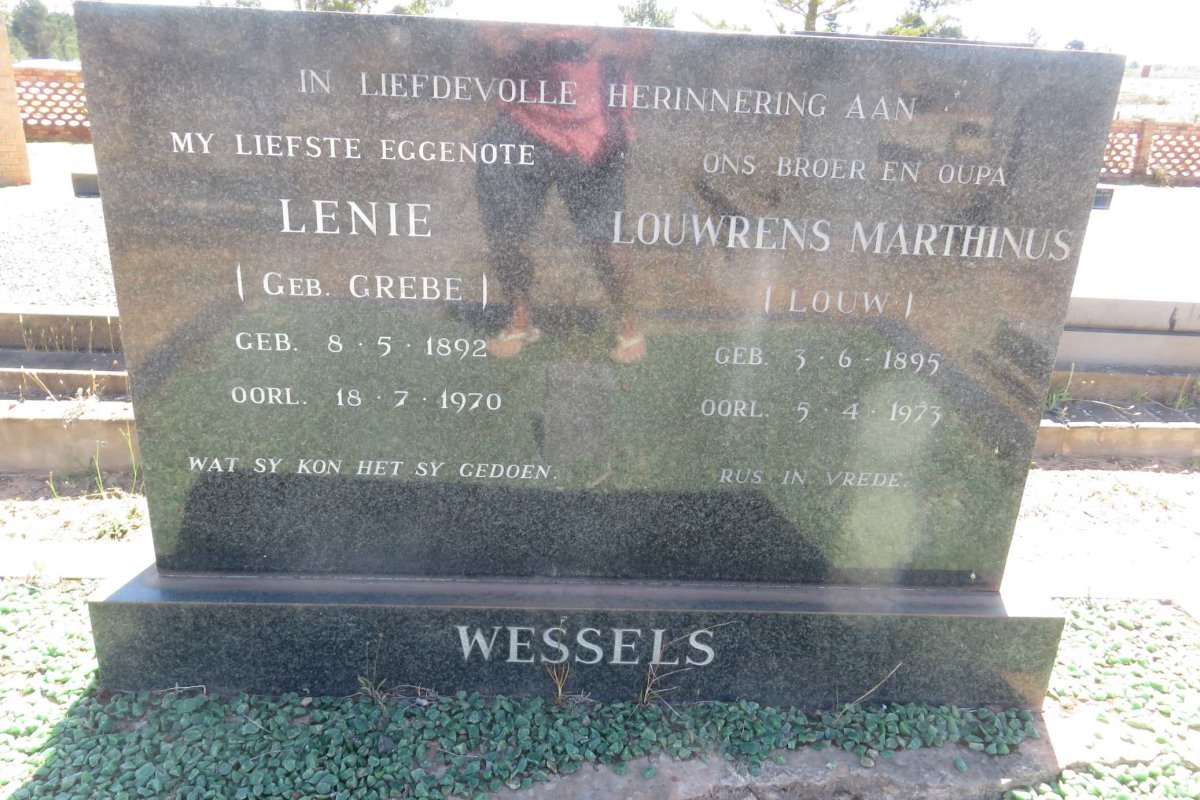 IN LIEFDEVOLLE HERINNERING AAN
MY LIEFSTE EGGENOTE
LENIE
( GEB. GREBE )
GEB. 8 · 5 · 1892
OORL. 18 · 7 · 1970
WAT SY KON HET SY GEDOEN.
ONS BROER EN OUPA
LOUWRENS MARTHINUS
( LOUW )
GEB. 3 · 6 · 1895
OORL. 5 · 4 · 1973
RUS IN VREDE.
WESSELS